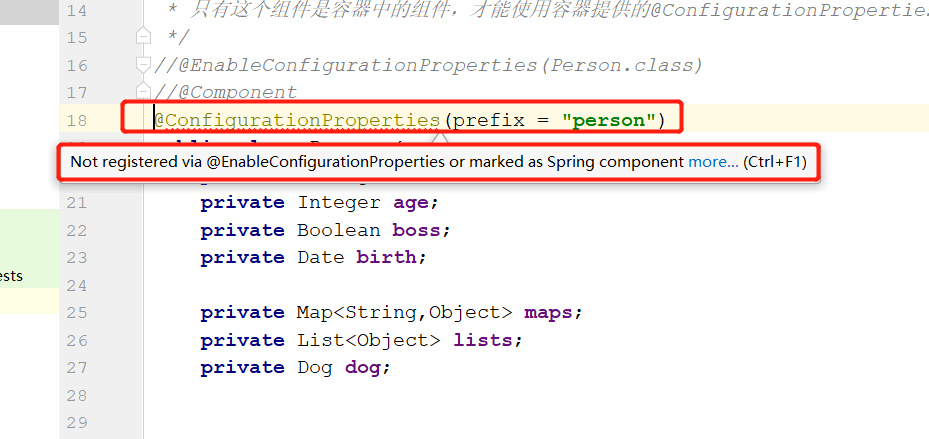 14 * 只有这个组件是容器中的组件，才能使用容器提供的@ConfigurationPropertie
15 */
16 //@EnableConfigurationProperties(Person.class)
17 //@Component
18 @ConfigurationProperties(prefix = "person")
Not registered via @EnableConfigurationProperties or marked as Spring component more... (Ctrl+F1)
21 private Integer age;
22 private Boolean boss;
23 private Date birth;
24
25 private Map<String,Object> maps;
26 private List<Object> lists;
27 private Dog dog;
28
29
ests